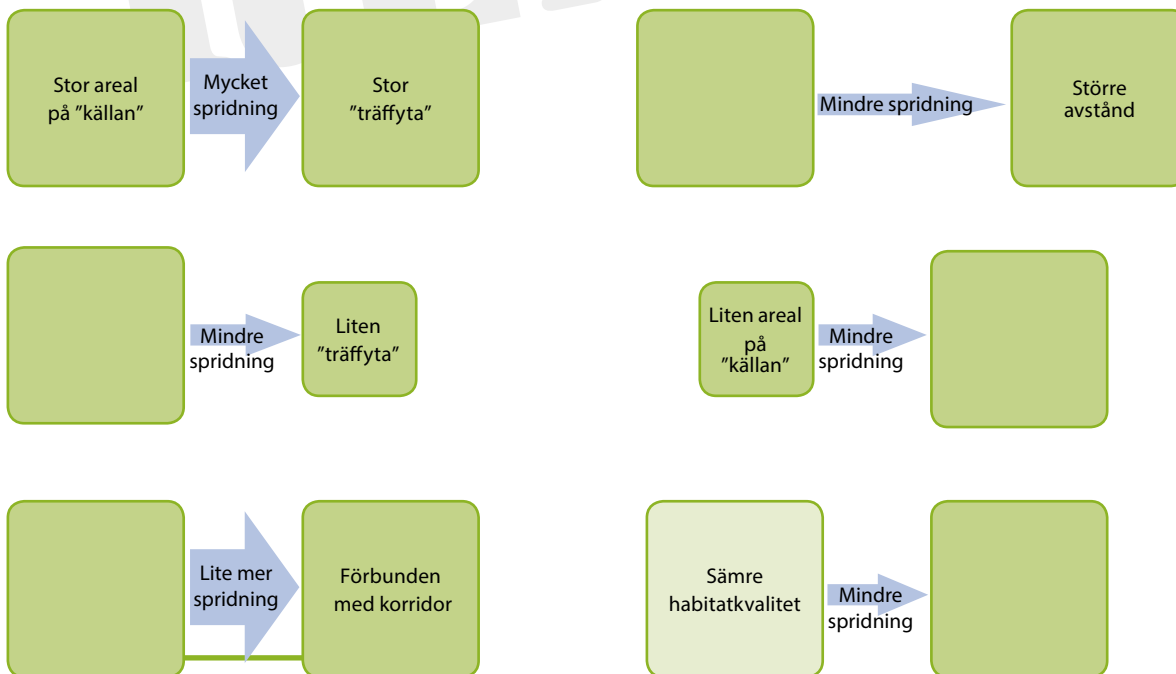 Stor areal
på ”källan”
Mycket
spridning
Stor
”träffyta”
Mindre spridning
Större
avstånd
Mindre
spridning
Liten
”träffyta”
Liten areal
på
”källan”
Mindre
spridning
Lite mer
spridning
Förbunden
med korridor
Sämre
habitatkvalitet
Mindre
spridning